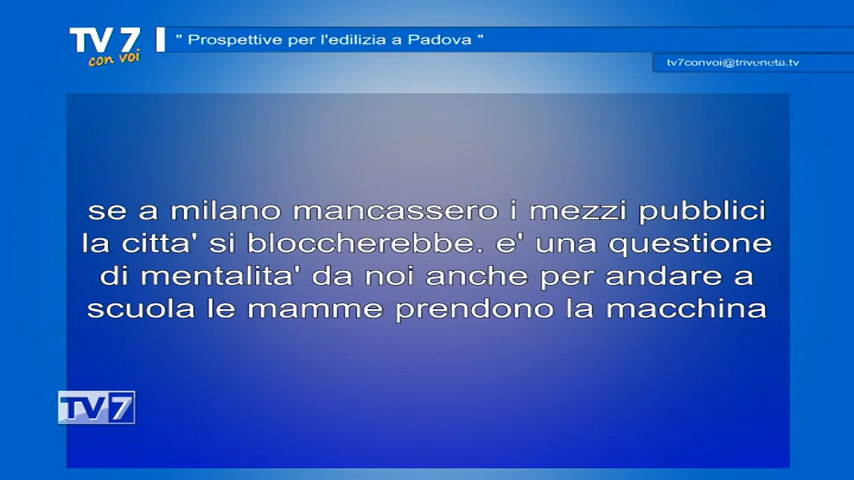 TV7 con voi
" Prospettive per l'edilizia a Padova "
tv7convoi@triveneta.tv
se a milano mancassero i mezzi pubblici
la citta' si bloccherebbe. e' una questione
di mentalita' da noi anche per andare a
scuola le mamme prendono la macchina
TV7